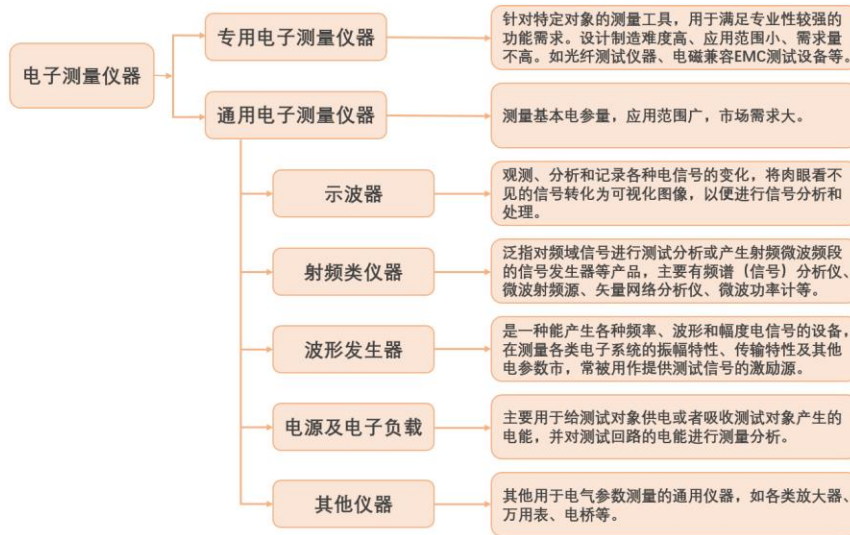 电子测量仪器
专用电子测量仪器
针对特定对象的测量工具，用于满足专业性较强的
功能需求。设计制造难度高、应用范围小、需求量
不高。如光纤测试仪器、电磁兼容EMC测试设备等。
通用电子测量仪器
测量基本电参量，应用范围广，市场需求大。
示波器
观测、分析和记录各种电信号的变化，将肉眼看不
见的信号转化为可视化图像，以便进行信号分析和
处理。
射频类仪器
泛指对频域信号进行测试分析或产生射频微波频段
的信号发生器等产品，主要有频谱（信号）分析仪、
微波射频源、矢量网络分析仪、微波功率计等。
波形发生器
是一种能产生各种频率、波形和幅度电信号的设备，
在测量各类电子系统的振幅特性、传输特性及其他
电参数市，常被用作提供测试信号的激励源。
电源及电子负载
主要用于给测试对象供电或者吸收测试对象产生的
电能，并对测试回路的电能进行测量分析。
其他仪器
其他用于电气参数测量的通用仪器，如各类放大器、
万用表、电桥等。